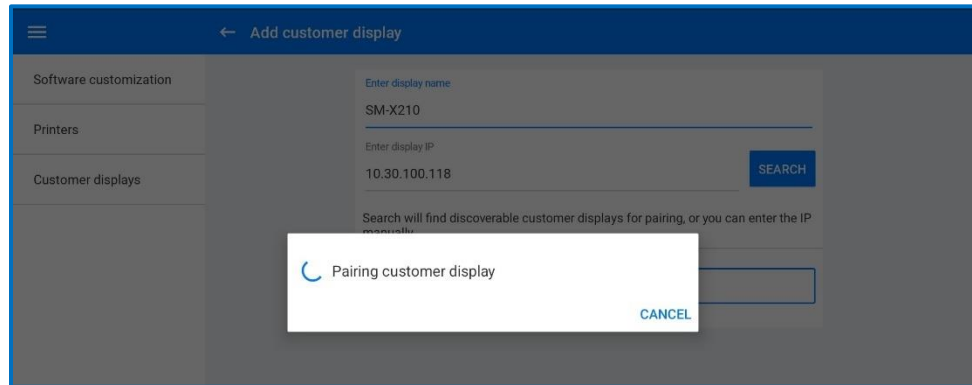 Add customer display
Software customization
Printers
Customer displays
Enter display name
SM-X210
Enter display IP
10.30.100.118
SEARCH
Search will find discoverable customer displays for pairing, or you can enter the IP
manually
Pairing customer display
CANCEL